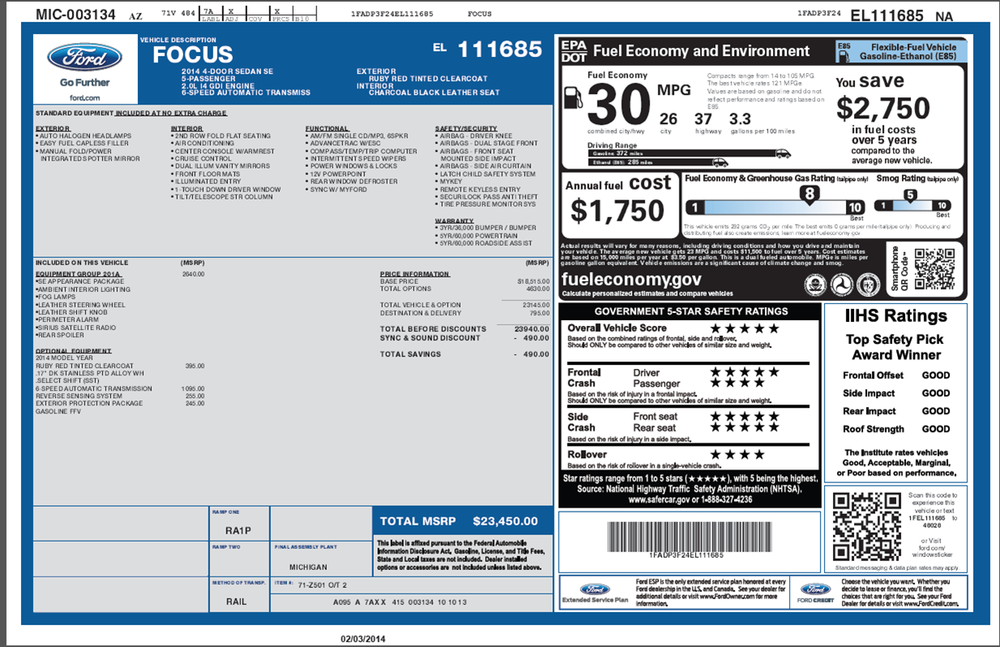 MIC-003134 AZ 71V 484 7A X X 1FADP3F24EL111685 FOCUS 1FADP3F24 EL111685 NA
LABL ADJ COV PRCS B10
Ford
Go Further
ford.com
VEHICLE DESCRIPTION
FOCUS
EL 111685
2014 4-DOOR SEDAN SE
5-PASSENGER
2.0L I4 GDI ENGINE
6-SPEED AUTOMATIC TRANSMISS
EXTERIOR
RUBY RED TINTED CLEARCOAT
INTERIOR
CHARCOAL BLACK LEATHER SEAT
STANDARD EQUIPMENT INCLUDED AT NO EXTRA CHARGE
EXTERIOR
• AUTO HALOGEN HEADLAMPS
• EASY FUEL CAPLESS FILLER
• MANUAL FOLD/POWER
INTEGRATED SPOTTER MIRROR
INTERIOR
• 2ND ROW FOLD FLAT SEATING
• AIR CONDITIONING
• CENTER CONSOLE W/ARMREST
• CRUISE CONTROL
• DUAL ILLUM VANITY MIRRORS
• FRONT FLOOR MATS
• ILLUMINATED ENTRY
• 1-TOUCH DOWN DRIVER WINDOW
• TILT/TELESCOPE STR COLUMN
FUNCTIONAL
• AM/FM SINGLE CD/MP3, 6SPKR
• ADVANCETRAC W/ESC
• COMPASS/TEMP/TRIP COMPUTER
• INTERMITTENT SPEED WIPERS
• POWER WINDOWS & LOCKS
• 12V POWERPOINT
• REAR WINDOW DEFROSTER
• SYNC W/ MYFORD
SAFETY/SECURITY
• AIRBAG - DRIVER KNEE
• AIRBAGS - DUAL STAGE FRONT
• AIRBAGS - FRONT SEAT
MOUNTED SIDE IMPACT
• AIRBAGS - SIDE AIR CURTAIN
• LATCH CHILD SAFETY SYSTEM
• MYKEY
• REMOTE KEYLESS ENTRY
• SECURILOCK PASS ANTI THEFT
• TIRE PRESSURE MONITOR SYS
WARRANTY
• 3YR/36,000 BUMPER / BUMPER
• 5YR/60,000 POWERTRAIN
• 5YR/60,000 ROADSIDE ASSIST
INCLUDED ON THIS VEHICLE (MSRP)
EQUIPMENT GROUP 201A 2640.00
•SE APPEARANCE PACKAGE
•AMBIENT INTERIOR LIGHTING
•FOG LAMPS
•LEATHER STEERING WHEEL
•LEATHER SHIFT KNOB
•PERIMETER ALARM
•SIRIUS SATELLITE RADIO
•REAR SPOILER
OPTIONAL EQUIPMENT
2014 MODEL YEAR
RUBY RED TINTED CLEARCOAT 395.00
.17" DK STAINLESS PTD ALLOY WH
.SELECT SHIFT (SST)
6-SPEED AUTOMATIC TRANSMISSION 1095.00
REVERSE SENSING SYSTEM 255.00
EXTERIOR PROTECTION PACKAGE 245.00
GASOLINE FFV
(MSRP)
PRICE INFORMATION
BASE PRICE $18,515.00
TOTAL OPTIONS 4630.00
TOTAL VEHICLE & OPTION 23145.00
DESTINATION & DELIVERY 795.00
TOTAL BEFORE DISCOUNTS 23940.00
SYNC & SOUND DISCOUNT - 490.00
TOTAL SAVINGS - 490.00
RAMP ONE
RA1P
RAMP TWO
FINAL ASSEMBLY PLANT
MICHIGAN
METHOD OF TRANSP.
RAIL
ITEM #: 71-Z501 O/T 2
A095 A 7AX X 415 003134 10 10 13
TOTAL MSRP $23,450.00
This label is affixed pursuant to the Federal Automobile
Information Disclosure Act. Gasoline, License, and Title Fees,
State and Local taxes are not included. Dealer installed
options or accessories are not included unless listed above.
EPA
DOT
Fuel Economy and Environment
E85
Flexible-Fuel Vehicle
Gasoline-Ethanol (E85)
Fuel Economy
30 MPG
combined city/hwy
26
city
37
highway
3.3
gallons per 100 miles
Compacts range from 14 to 105 MPG.
The best vehicle rates 121 MPGe
Values are based on gasoline and do not
reflect performance and ratings based on
E85
Driving Range
Gasoline 372 miles
Ethanol (E85) 285 miles
You save
$2,750
in fuel costs
over 5 years
compared to the
average new vehicle.
Annual fuel cost
$1,750
Fuel Economy & Greenhouse Gas Rating (tailpipe only)
1 8 10
Best
Smog Rating (tailpipe only)
1 5 10
Best
This vehicle emits 292 grams CO2 per mile. The best emits 0 grams per mile (tailpipe only). Producing and
distributing fuel also create emissions; learn more at fueleconomy.gov
Actual results will vary for many reasons, including driving conditions and how you drive and maintain
your vehicle. The average new vehicle gets 23 MPG and costs $11,500 to fuel over 5 years. Cost estimates
are based on 15,000 miles per year at $3.50 per gallon. This is a dual fueled automobile. MPGe is miles per
gasoline gallon equivalent. Vehicle emissions are a significant cause of climate change and smog.
fueleconomy.gov
Calculate personalized estimates and compare vehicles
Smartphone
QR Code™
GOVERNMENT 5-STAR SAFETY RATINGS
Overall Vehicle Score ★★★★★
Based on the combined ratings of frontal, side and rollover.
Should ONLY be compared to other vehicles of similar size and weight.
Frontal Driver ★★★★★
Crash Passenger ★★★★
Based on the risk of injury in a frontal impact.
Should ONLY be compared to other vehicles of similar size and weight.
Side Front seat ★★★★★
Crash Rear seat ★★★★★
Based on the risk of injury in a side impact.
Rollover ★★★★
Based on the risk of rollover in a single-vehicle crash.
Star ratings range from 1 to 5 stars (★★★★★), with 5 being the highest.
Source: National Highway Traffic Safety Administration (NHTSA).
www.safercar.gov or 1-888-327-4236
IIHS Ratings
Top Safety Pick
Award Winner
Frontal Offset GOOD
Side Impact GOOD
Rear Impact GOOD
Roof Strength GOOD
The Institute rates vehicles
Good, Acceptable, Marginal,
or Poor based on performance.
1FADP3F24EL111685
Scan this code to
experience this
vehicle or text
1FEL111685 to
48028
or Visit
ford.com/
windowsticker
Standard messaging & data plan rates may apply.
Ford
Extended Service Plan
Ford ESP is the only extended service plan honored at every
Ford dealership in the U.S. and Canada. See your dealer for
additional details or visit www.FordOwner.com for more
information.
Ford
FORD CREDIT
Choose the vehicle you want. Whether you
decide to lease or finance, you'll find the
choices that are right for you. See your Ford
Dealer for details or visit www.FordCredit.com.
02/03/2014